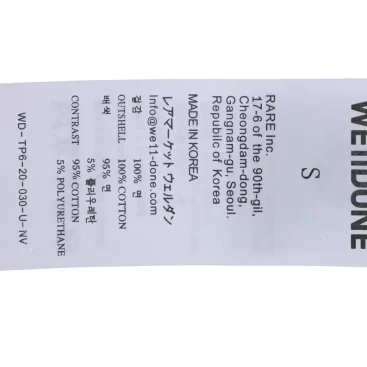 WE11DONE
S
RARE Inc.
17-6 of the 90th-gil,
Cheongdam-dong,
Gangnam-gu, Seoul.
Repubilc of Korea
MADE IN KOREA
レアマーケット ウェルダン
Info@we11-done.com
겉감 100% 면
OUTSHELL 100% COTTON
배색 95% 면
5% 폴리우레탄
CONTRAST 95% COTTON
5% POLYURETHANE
WD-TP6-20-030-U-NV